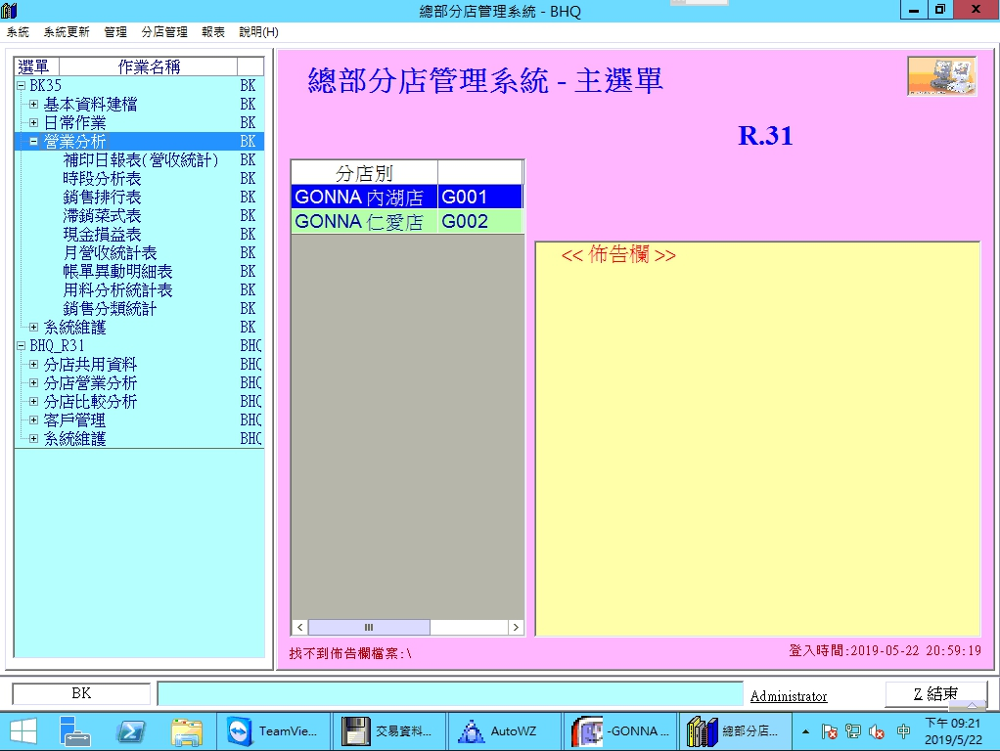 總部分店管理系統 - BHQ
系統 系統更新 管理 分店管理 報表 說明(H)
選單 作業名稱
BK35 BK
基本資料建檔 BK
日常作業 BK
營業分析 BK
補印日報表(營收統計) BK
時段分析表 BK
銷售排行表 BK
滯銷菜式表 BK
現金損益表 BK
月營收統計表 BK
帳單異動明細表 BK
用料分析統計表 BK
銷售分類統計 BK
系統維護 BK
BHQ_R31 BHQ
分店共用資料 BHQ
分店營業分析 BHQ
分店比較分析 BHQ
客戶管理 BHQ
系統維護 BHQ
總部分店管理系統 - 主選單
R.31
分店別
GONNA 內湖店 G001
GONNA 仁愛店 G002
<< 佈告欄 >>
找不到佈告欄檔案:\
登入時間:2019-05-22 20:59:19
BK
Administrator
Z 結束
TeamVie...
交易資料...
AutoWZ
-GONNA ...
總部分店...
中
下午 09:21
2019/5/22